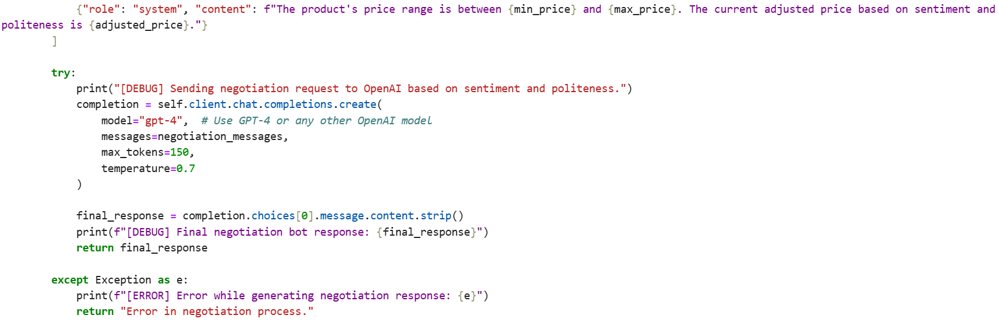 {"role": "system", "content": f"The product's price range is between {min_price} and {max_price}. The current adjusted price based on sentiment and
politeness is {adjusted_price}."}
        ]

        try:
            print("[DEBUG] Sending negotiation request to OpenAI based on sentiment and politeness.")
            completion = self.client.chat.completions.create(
                model="gpt-4",  # Use GPT-4 or any other OpenAI model
                messages=negotiation_messages,
                max_tokens=150,
                temperature=0.7
            )

            final_response = completion.choices[0].message.content.strip()
            print(f"[DEBUG] Final negotiation bot response: {final_response}")
            return final_response

        except Exception as e:
            print(f"[ERROR] Error while generating negotiation response: {e}")
            return "Error in negotiation process."